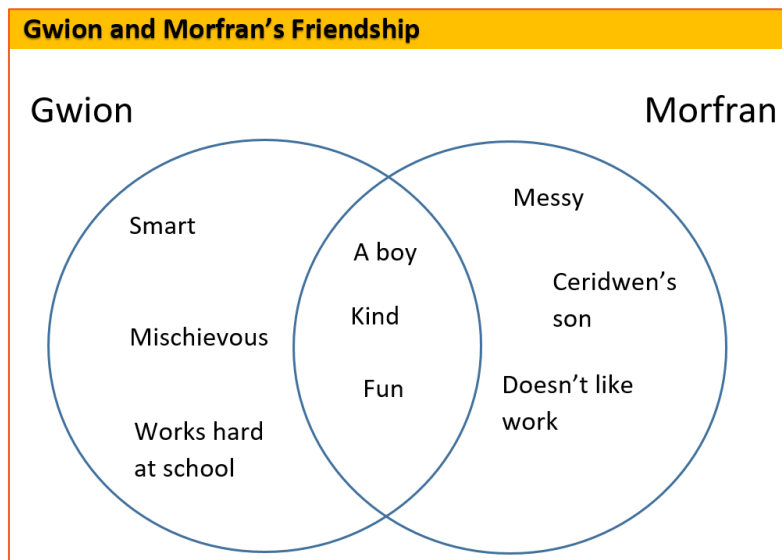 Gwion and Morfran’s Friendship
Gwion
Morfran
Smart
Mischievous
Works hard
at school
A boy
Kind
Fun
Messy
Ceridwen’s
son
Doesn’t like
work